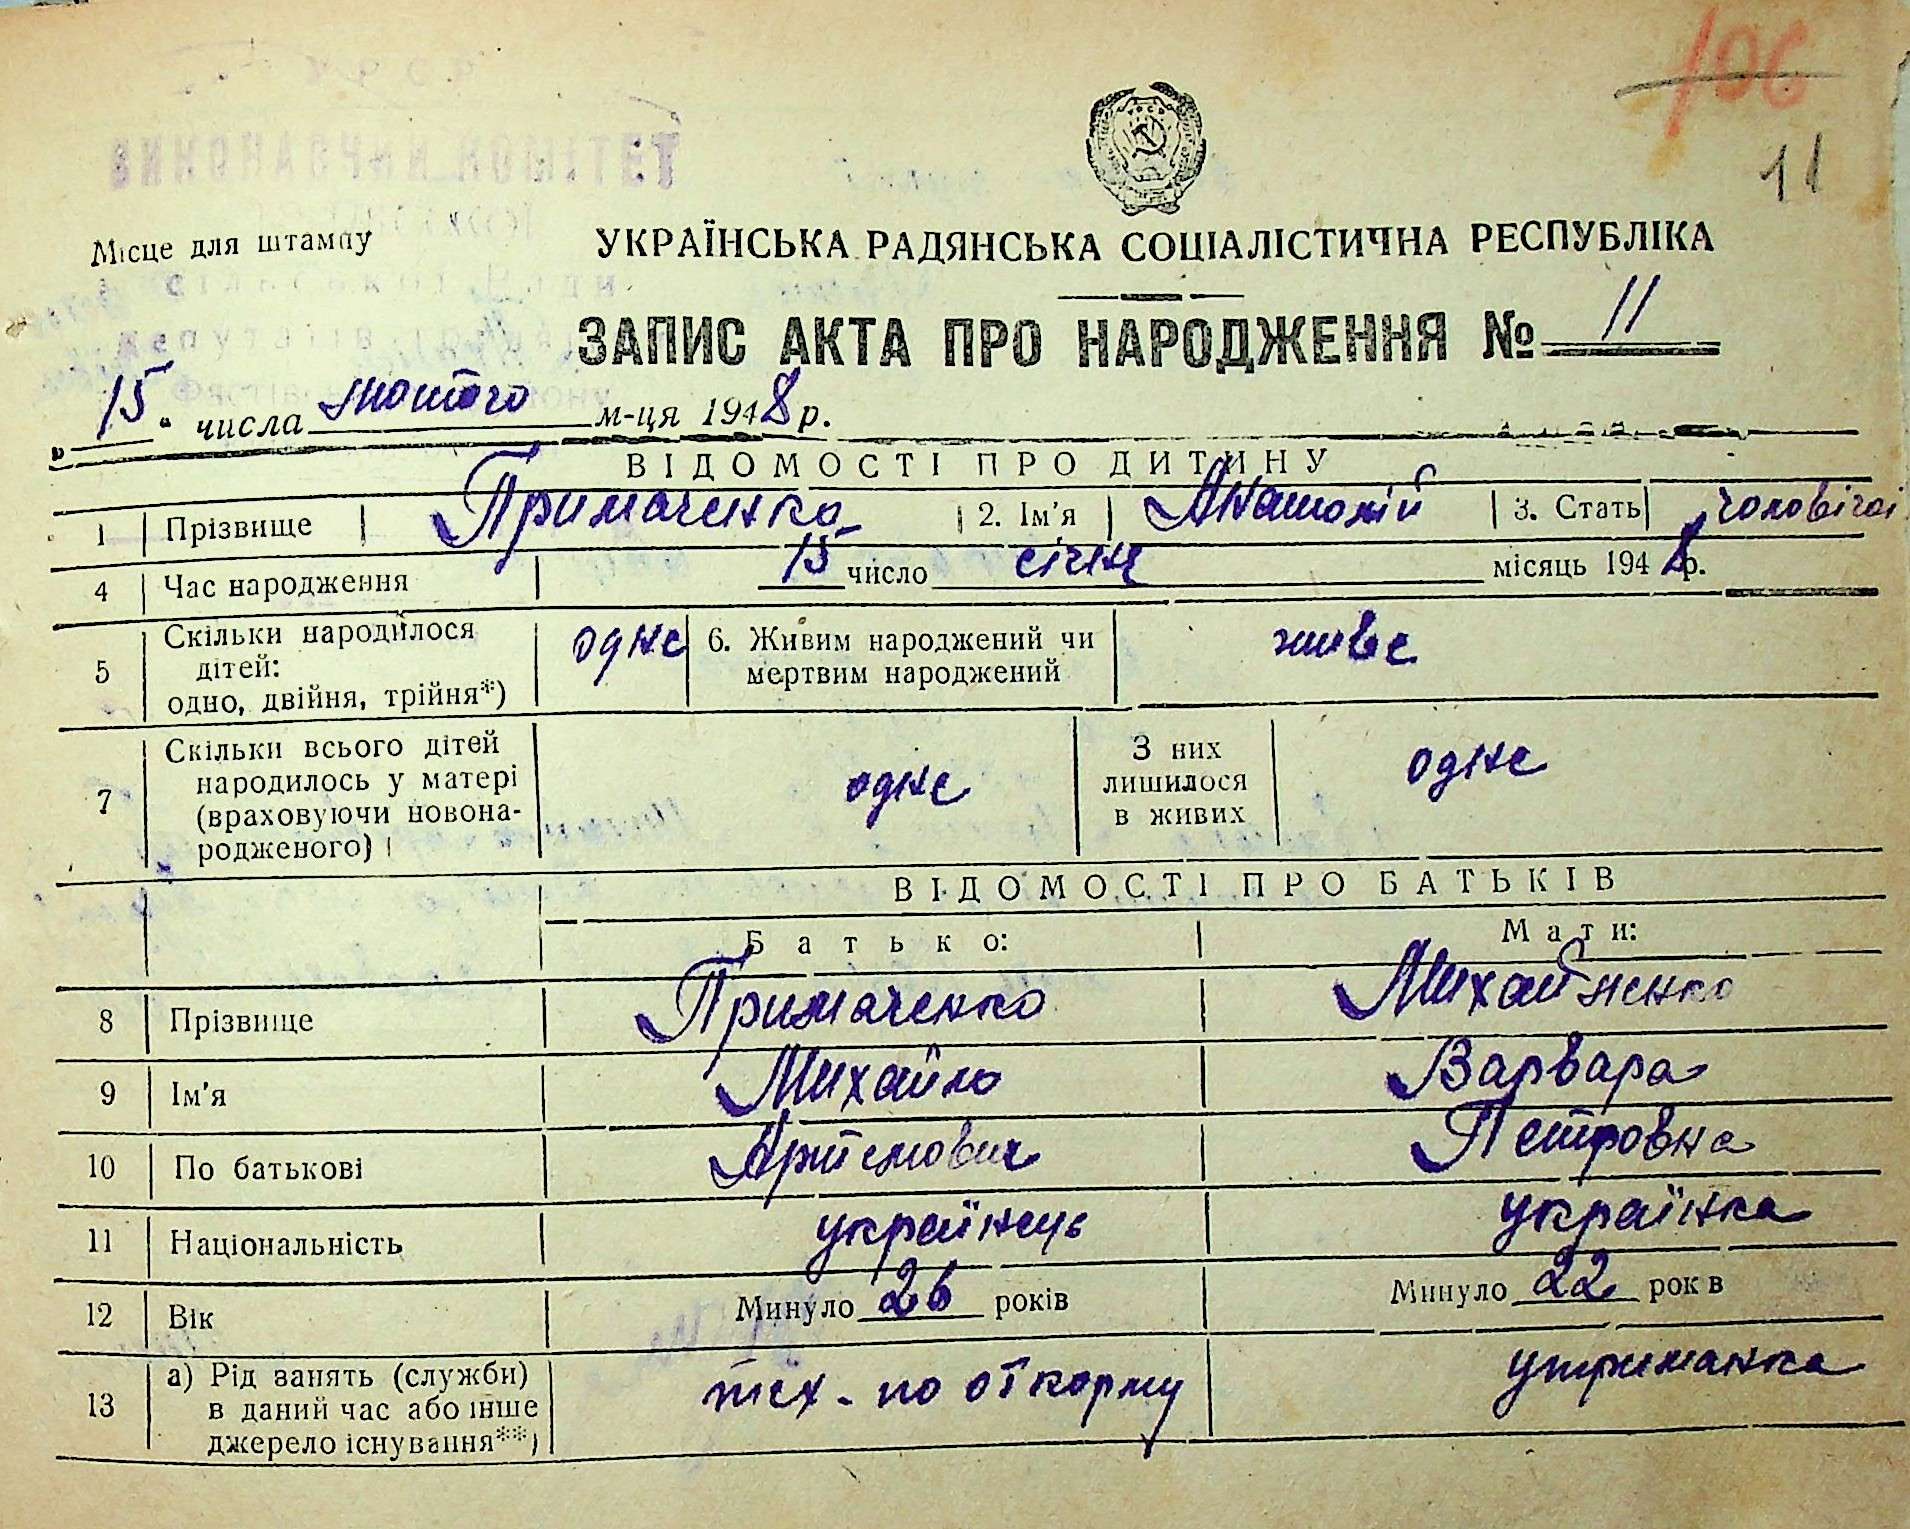 106
11
Місце для штампу
УКРАЇНСЬКА РАДЯНСЬКА СОЦІАЛІСТИЧНА РЕСПУБЛІКА
ЗАПИС АКТА ПРО НАРОДЖЕННЯ № 11
„ 15 " числа лютого м-ця 1948 р.
ВІДОМОСТІ ПРО ДИТИНУ
1 Прізвище Примаченко 2. Ім'я Анатолій 3. Стать чоловічої
4 Час народження 15 число січня місяць 1948 р.
5 Скільки народилося
дітей:
одно, двійня, трійня*)
одне
6. Живим народжений чи
мертвим народжений
живе
7 Скільки всього дітей
народилось у матері
(враховуючи новона-
родженого)
одне
З них
лишилося
в живих
одне
ВІДОМОСТІ ПРО БАТЬКІВ
Батько: Мати:
8 Прізвище Примаченко Михайленко
9 Ім'я Михайло Варвара
10 По батькові Артемович Петровна
11 Національність українець українка
12 Вік Минуло 26 років Минуло 22 рок в
13 а) Рід занять (служби)
в даний час або інше
джерело існування**)
тех - по откорму
утриманка